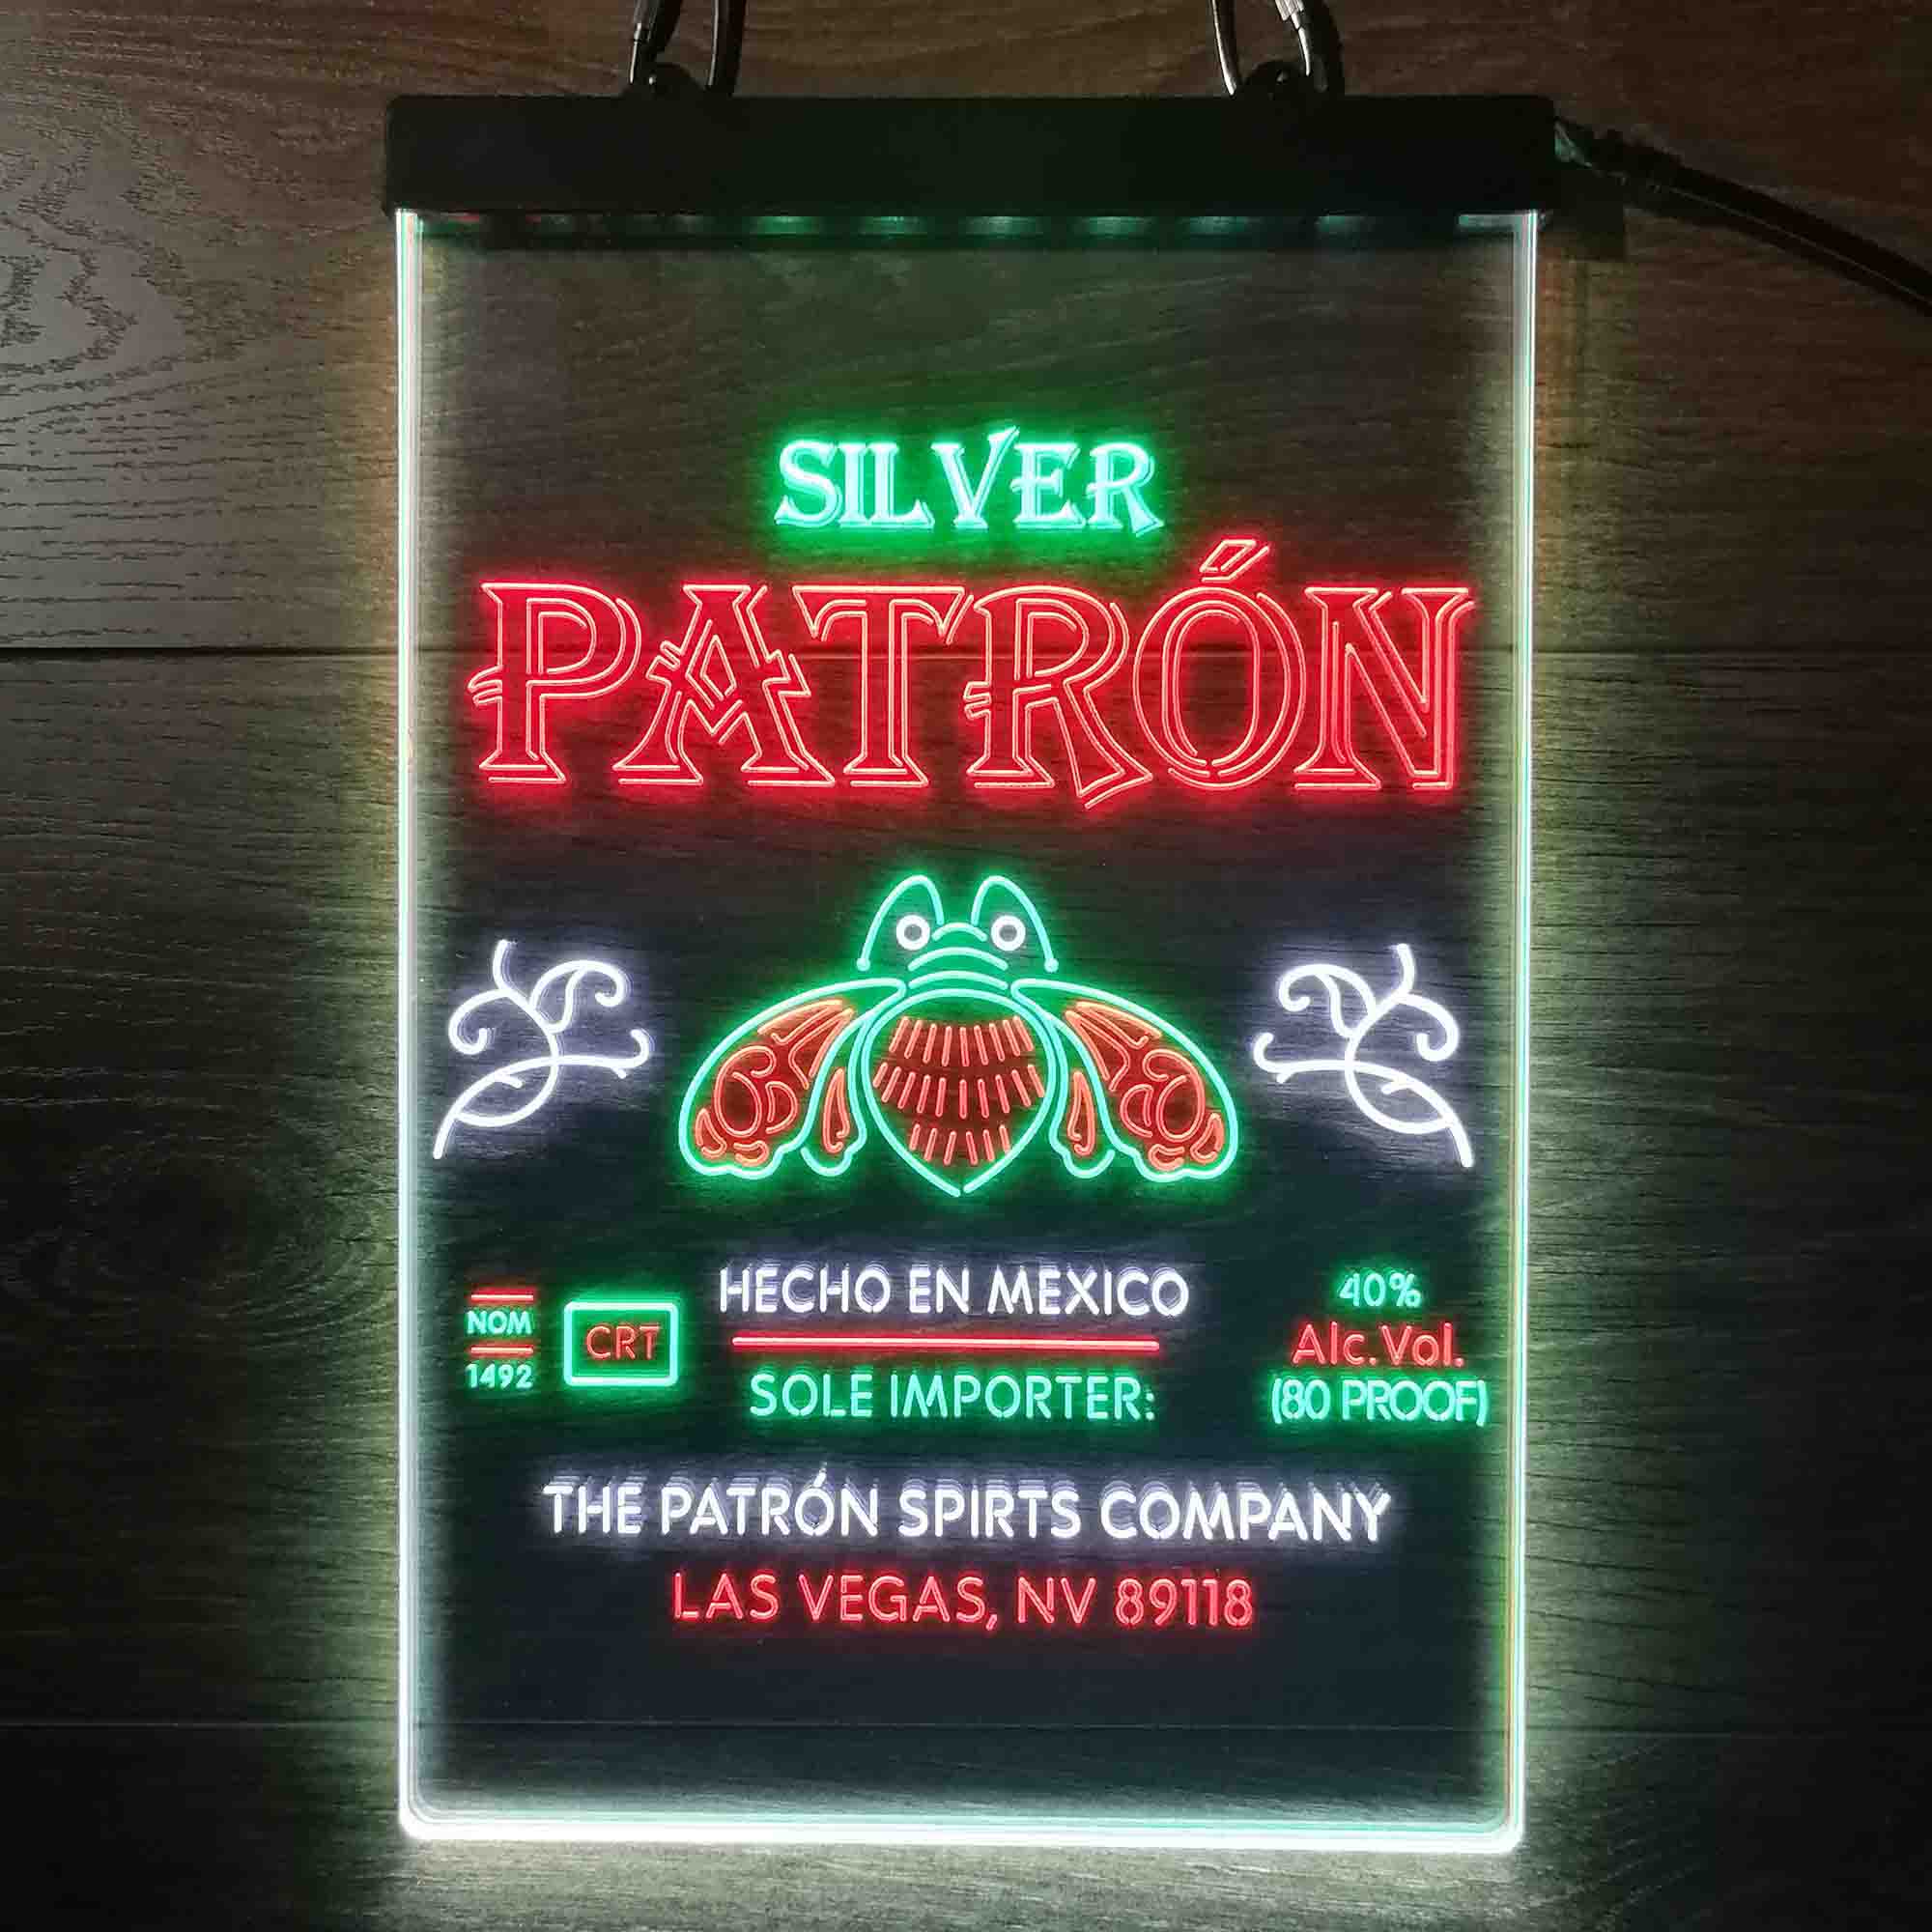 SILVER
PATRÓN
NOM
1492
CRT
HECHO EN MEXICO
SOLE IMPORTER:
40%
Alc.Vol.
(80 PROOF)
THE PATRÓN SPIRTS COMPANY
LAS VEGAS, NV 89118